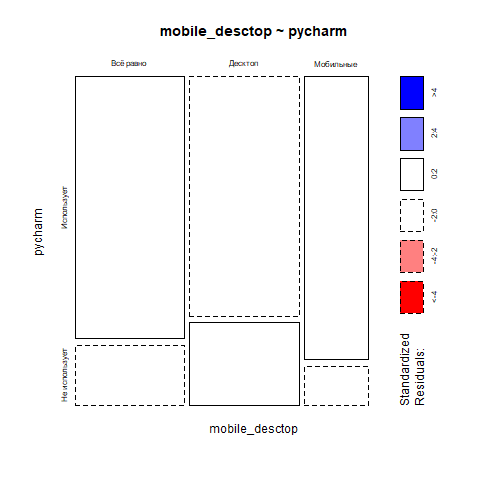 mobile_desctop ~ pycharm
Всё равно
Десктоп
Мобильные
Использует
Не использует
pycharm
mobile_desctop
>4
2:4
0:2
-2:0
-4:-2
<-4
Standardized
Residuals: